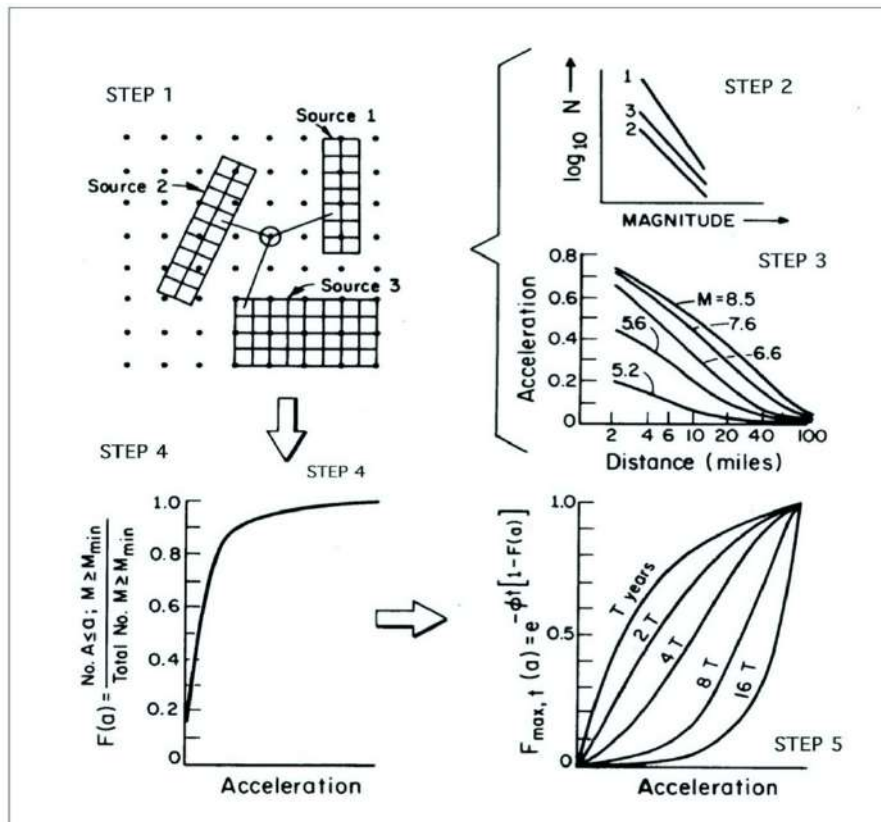 STEP 1
Source 1
Source 2
Source 3
STEP 2
log10 N
1
3
2
MAGNITUDE
STEP 3
Acceleration
0.8
0.6
0.4
0.2
0
M=8.5
7.6
6.6
5.6
5.2
2 4 6 10 20 40 100
Distance (miles)
STEP 4
STEP 4
F(a) = No. A≤a; M≥Mmin / Total No. M≥Mmin
1.0
0.8
0.6
0.4
0.2
0
Acceleration
Fmax, t (a) = e^-ϕt[1-F(a)]
1.0
0.5
0
T years
2T
4T
8T
16T
STEP 5
Acceleration